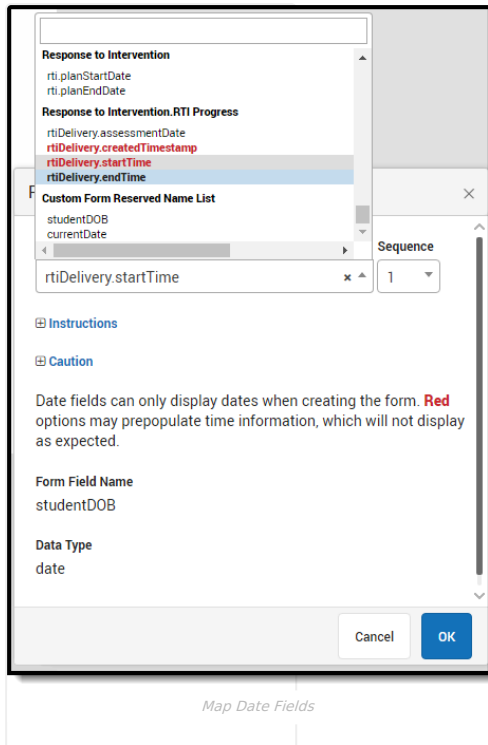 Response to Intervention
rti.planStartDate
rti.planEndDate
Response to Intervention.RTI Progress
rtiDelivery.assessmentDate
rtiDelivery.createdTimestamp
rtiDelivery.startTime
rtiDelivery.endTime
Custom Form Reserved Name List
studentDOB
currentDate
Sequence
rtiDelivery.startTime
1
Instructions
Caution
Date fields can only display dates when creating the form. Red
options may prepopulate time information, which will not display
as expected.
Form Field Name
studentDOB
Data Type
date
Cancel
OK
Map Date Fields